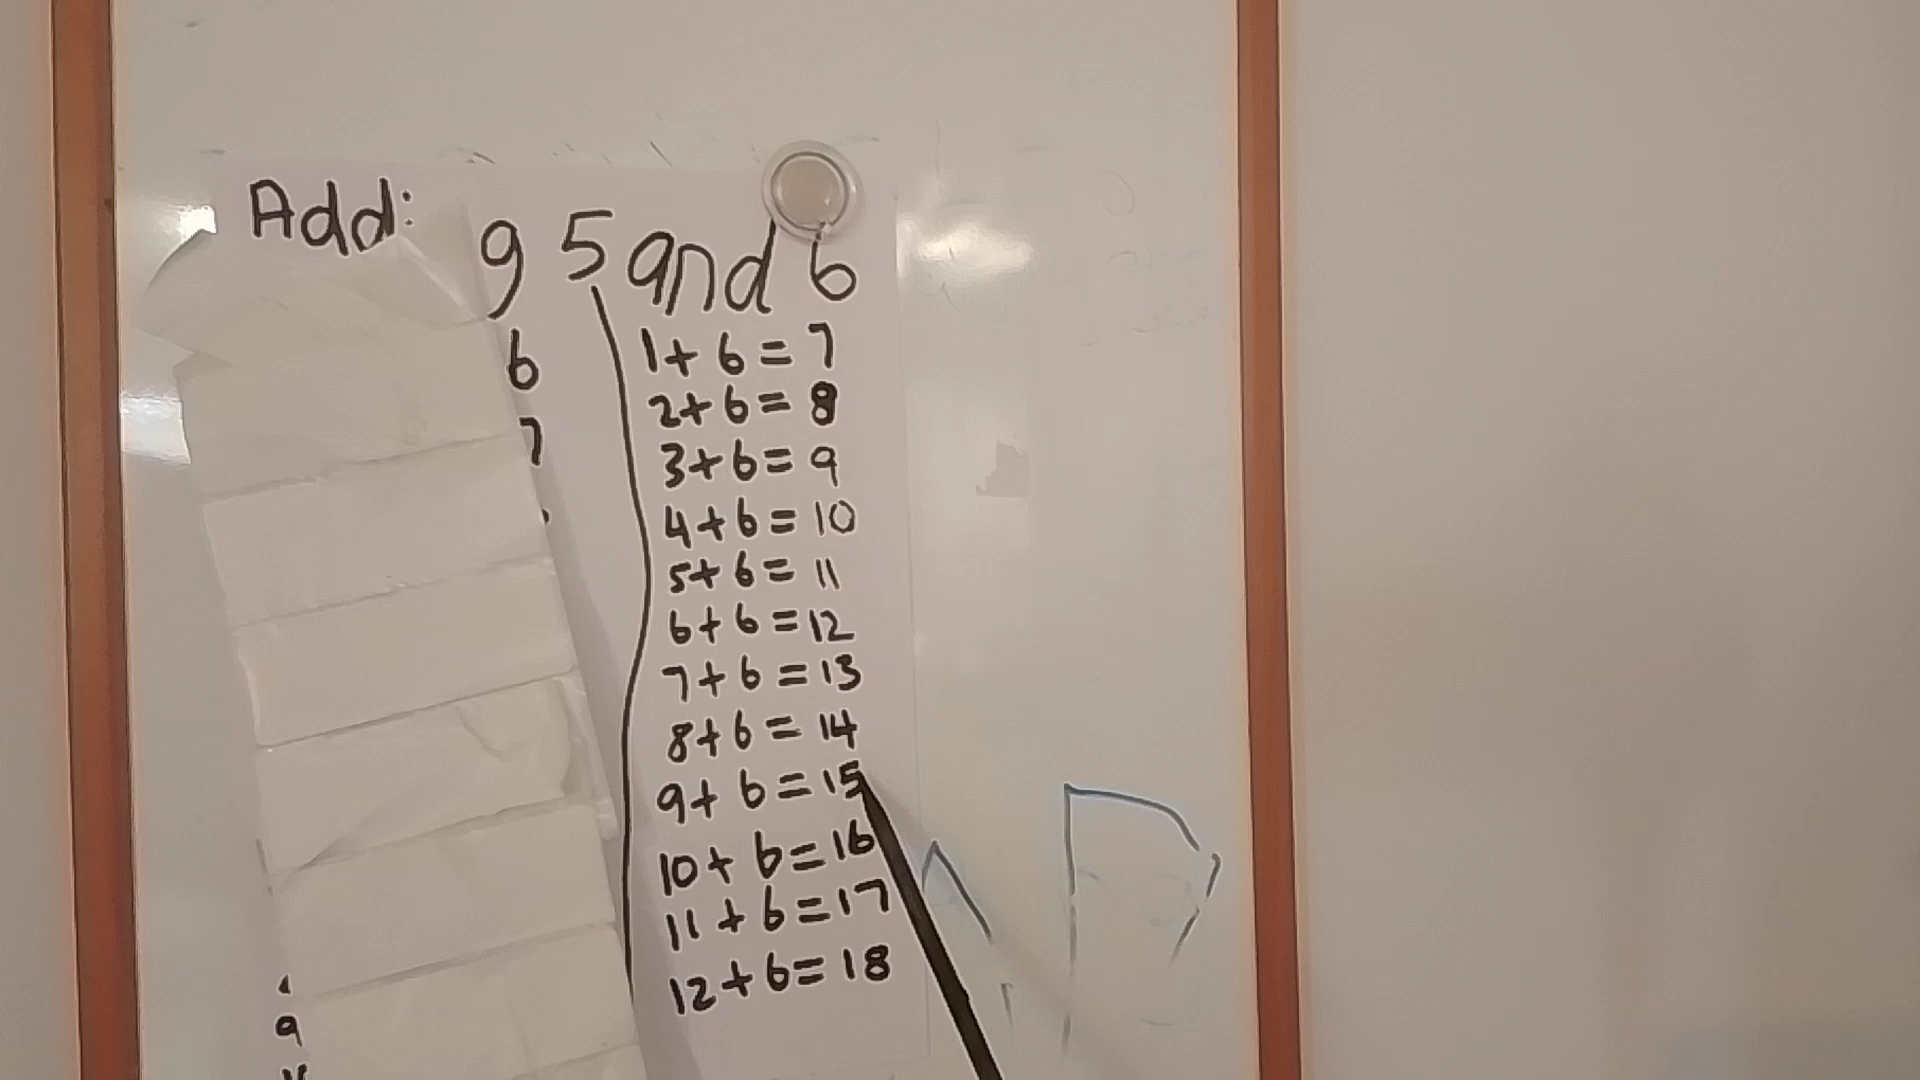 Add:
9 5 and 6
6
7
1 + 6 = 7
2 + 6 = 8
3 + 6 = 9
4 + 6 = 10
5 + 6 = 11
6 + 6 = 12
7 + 6 = 13
8 + 6 = 14
9 + 6 = 15
10 + 6 = 16
11 + 6 = 17
12 + 6 = 18
9